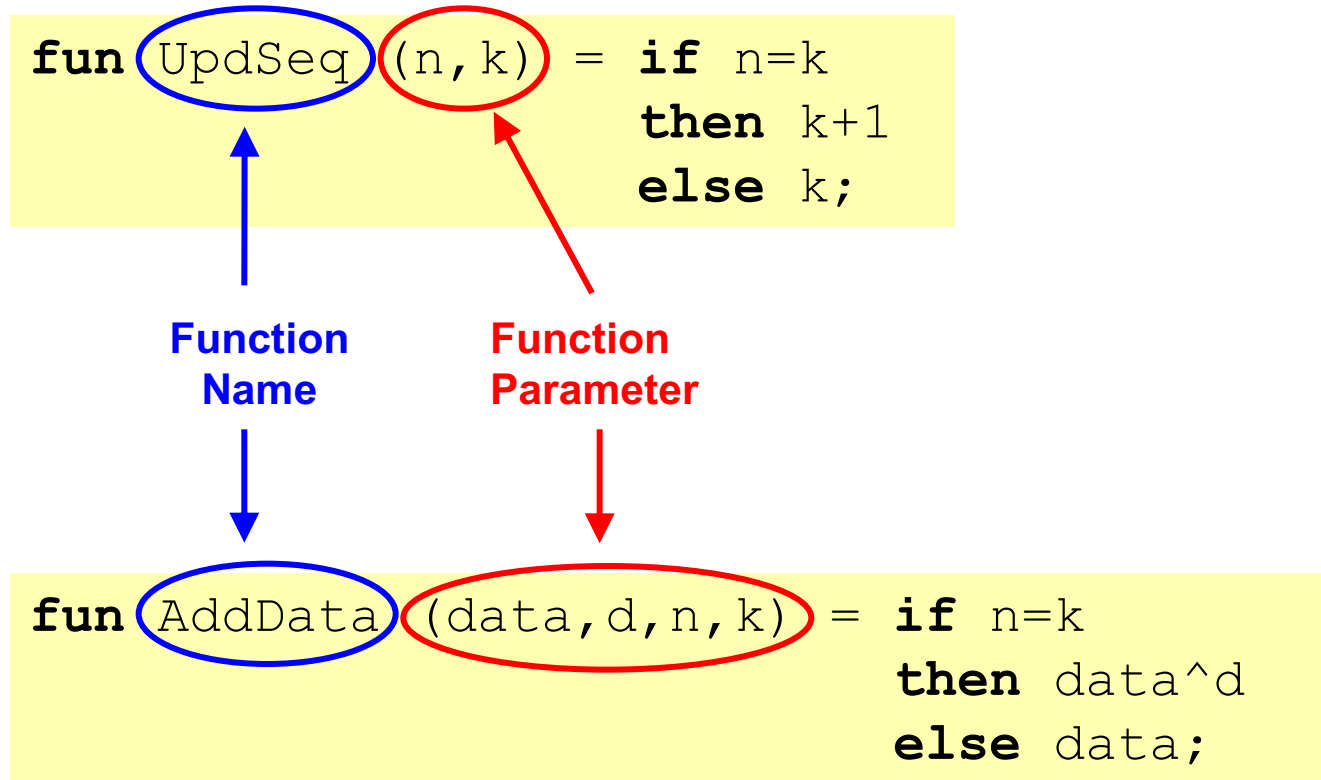 fun UpdSeq (n,k) = if n=k
then k+1
else k;
Function
Name
Function
Parameter
fun AddData (data,d,n,k) = if n=k
then data^d
else data;